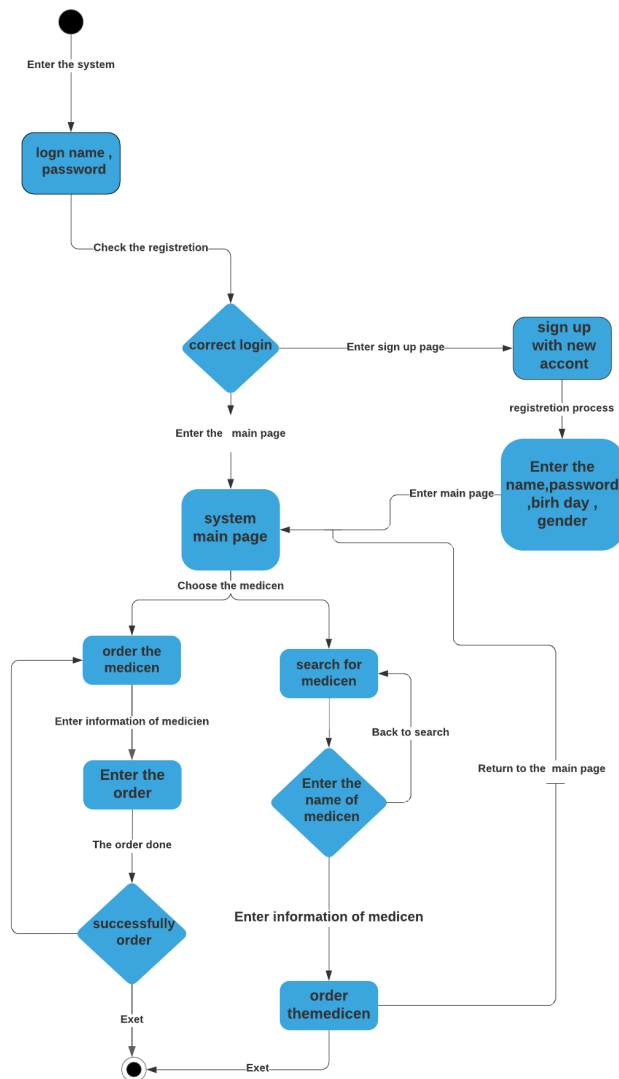 Enter the system
logn name ,
password
Check the registretion
correct login
Enter sign up page
sign up
with new
accont
registretion process
Enter the
name,password
,birh day ,
gender
Enter the main page
Enter main page
system
main page
Choose the medicen
order the
medicen
search for
medicen
Enter information of medicien
Back to search
Enter the
order
Enter the
name of
medicen
Return to the main page
The order done
successfully
order
Enter information of medicen
order
themedicen
Exet
Exet